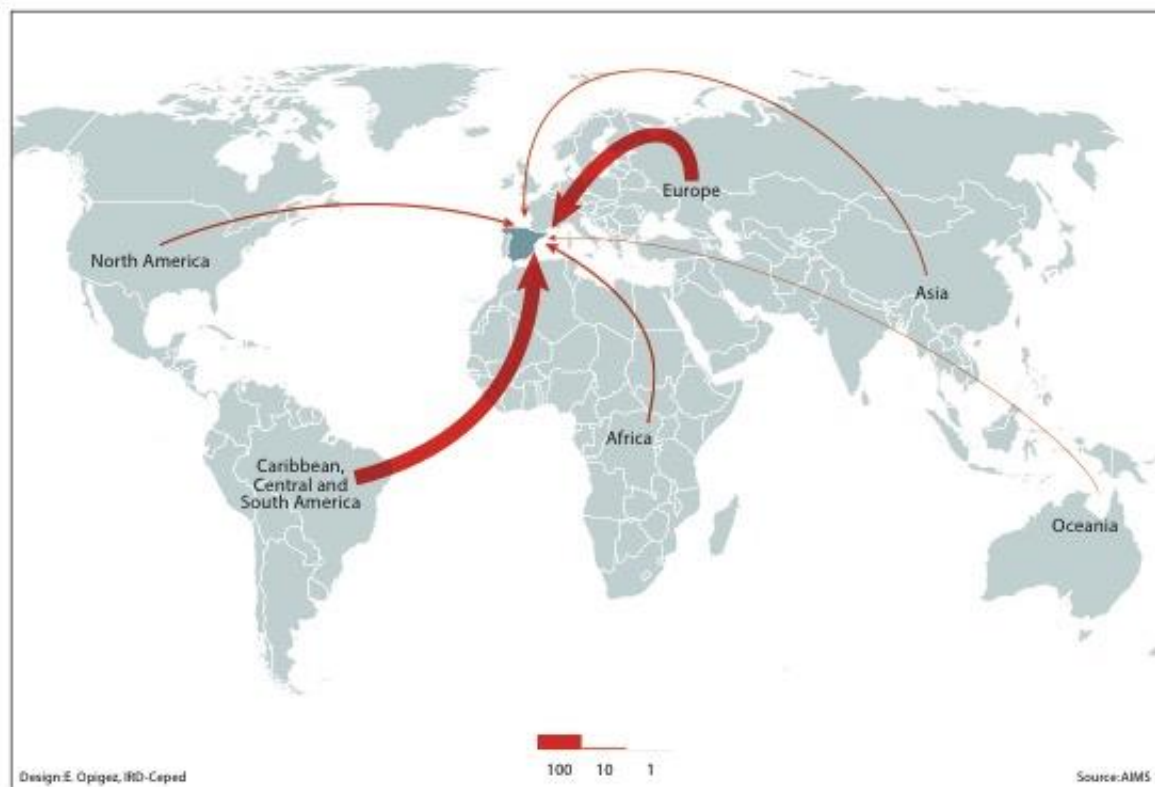 Europe
North America
Asia
Africa
Caribbean,
Central and
South America
Oceania
100 10 1
Design:E. Opigez, IRD-Ceped
Source:AIMS